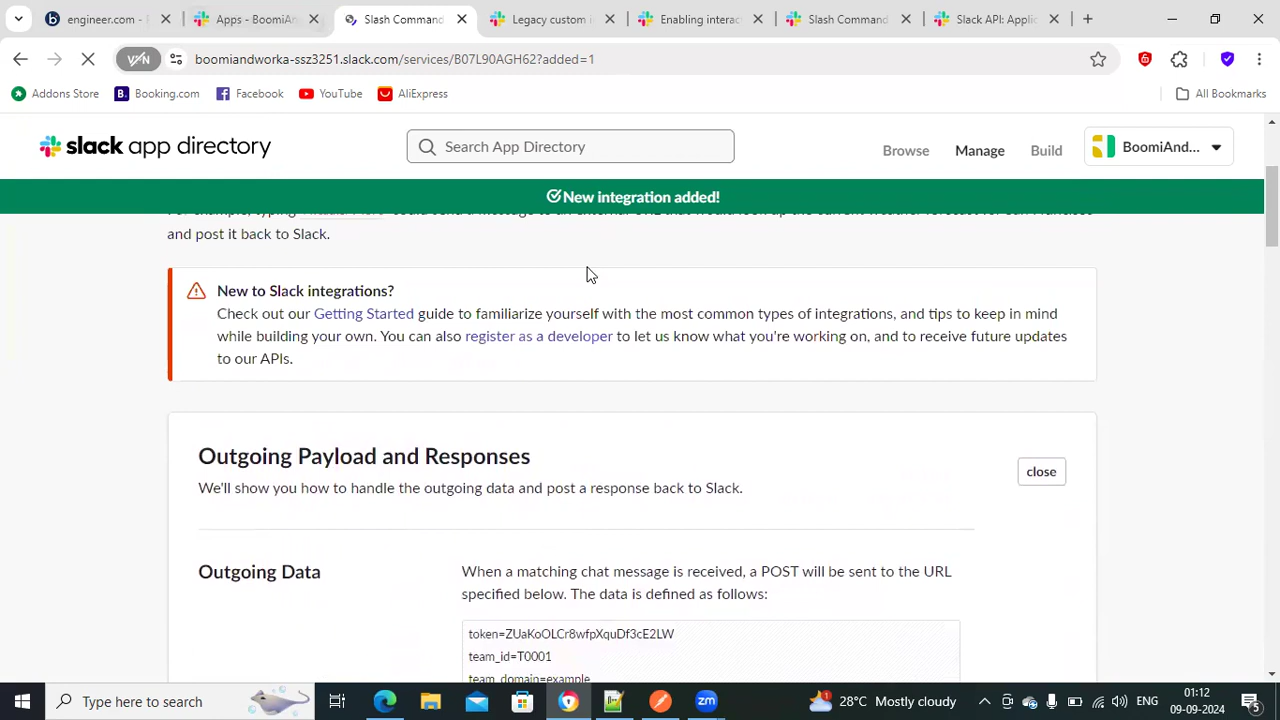 engineer.com -
Apps - BoomiAn
Slash Command
Legacy custom i
Enabling interac
Slash Command
Slack API: Applic
VPN
boomiandworka-ssz3251.slack.com/services/B07L90AGH62?added=1
Addons Store
Booking.com
Facebook
YouTube
AliExpress
All Bookmarks
slack app directory
Search App Directory
Browse
Manage
Build
BoomiAnd...
New integration added!
and post it back to Slack.
New to Slack integrations?
Check out our Getting Started guide to familiarize yourself with the most common types of integrations, and tips to keep in mind
while building your own. You can also register as a developer to let us know what you're working on, and to receive future updates
to our APIs.
Outgoing Payload and Responses
close
We'll show you how to handle the outgoing data and post a response back to Slack.
Outgoing Data
When a matching chat message is received, a POST will be sent to the URL
specified below. The data is defined as follows:
token=ZUaKoOLCr8wfpXquDf3cE2LW
team_id=T0001
team_domain=example
Type here to search
28°C Mostly cloudy
ENG
01:12
09-09-2024
5